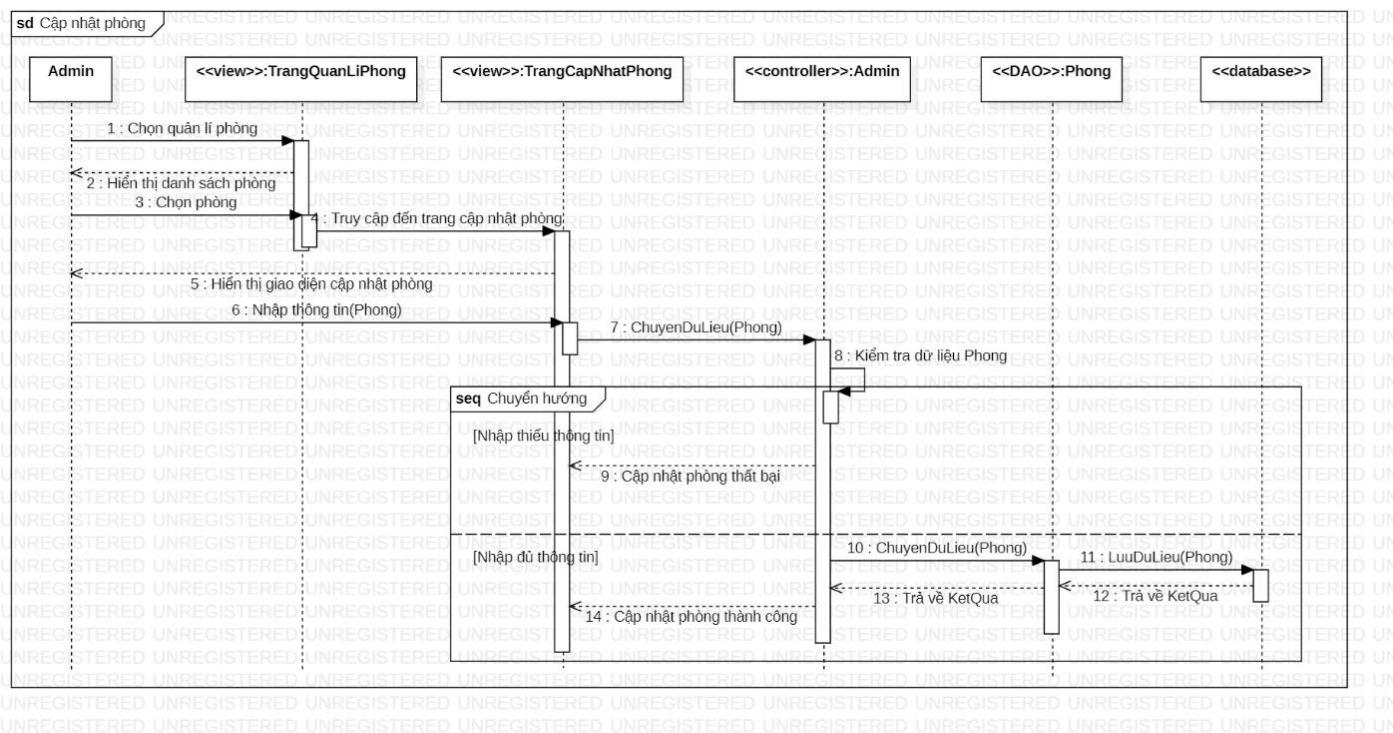 sd Cập nhật phòng
Admin
<<view>>:TrangQuanLiPhong
<<view>>:TrangCapNhatPhong
<<controller>>:Admin
<<DAO>>:Phong
<<database>>
1 : Chọn quản lí phòng
2 : Hiển thị danh sách phòng
3 : Chọn phòng
4 : Truy cập đến trang cập nhật phòng
5 : Hiển thị giao diện cập nhật phòng
6 : Nhập thông tin(Phong)
7 : ChuyenDuLieu(Phong)
8 : Kiểm tra dữ liệu Phong
seq Chuyển hướng
[Nhập thiếu thông tin]
9 : Cập nhật phòng thất bại
[Nhập đủ thông tin]
10 : ChuyenDuLieu(Phong)
11 : LuuDuLieu(Phong)
12 : Trả về KetQua
13 : Trả về KetQua
14 : Cập nhật phòng thành công
UNREGISTERED